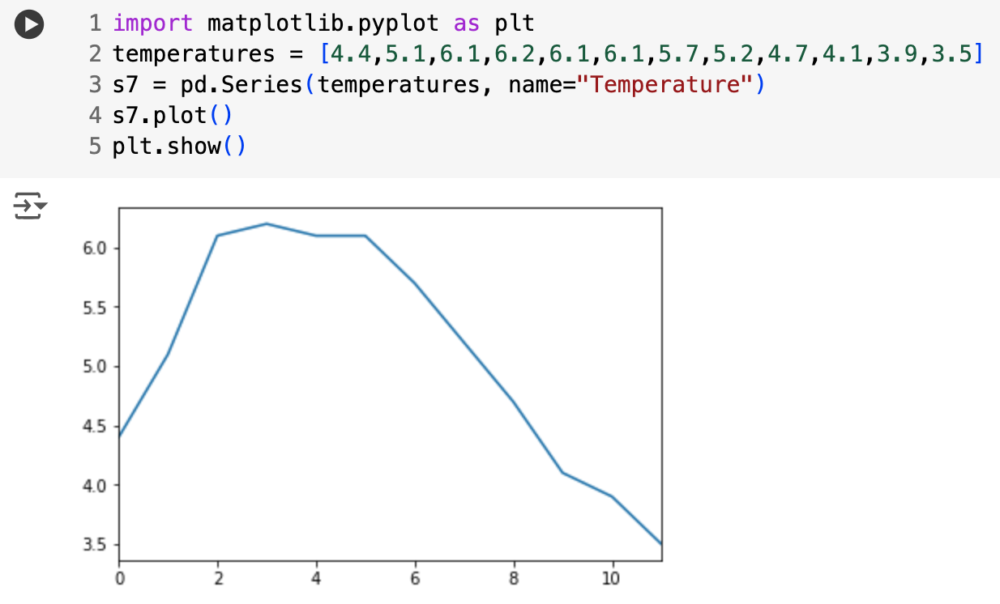 1 import matplotlib.pyplot as plt
2 temperatures = [4.4,5.1,6.1,6.2,6.1,6.1,5.7,5.2,4.7,4.1,3.9,3.5]
3 s7 = pd.Series(temperatures, name="Temperature")
4 s7.plot()
5 plt.show()
6.0
5.5
5.0
4.5
4.0
3.5
0 2 4 6 8 10